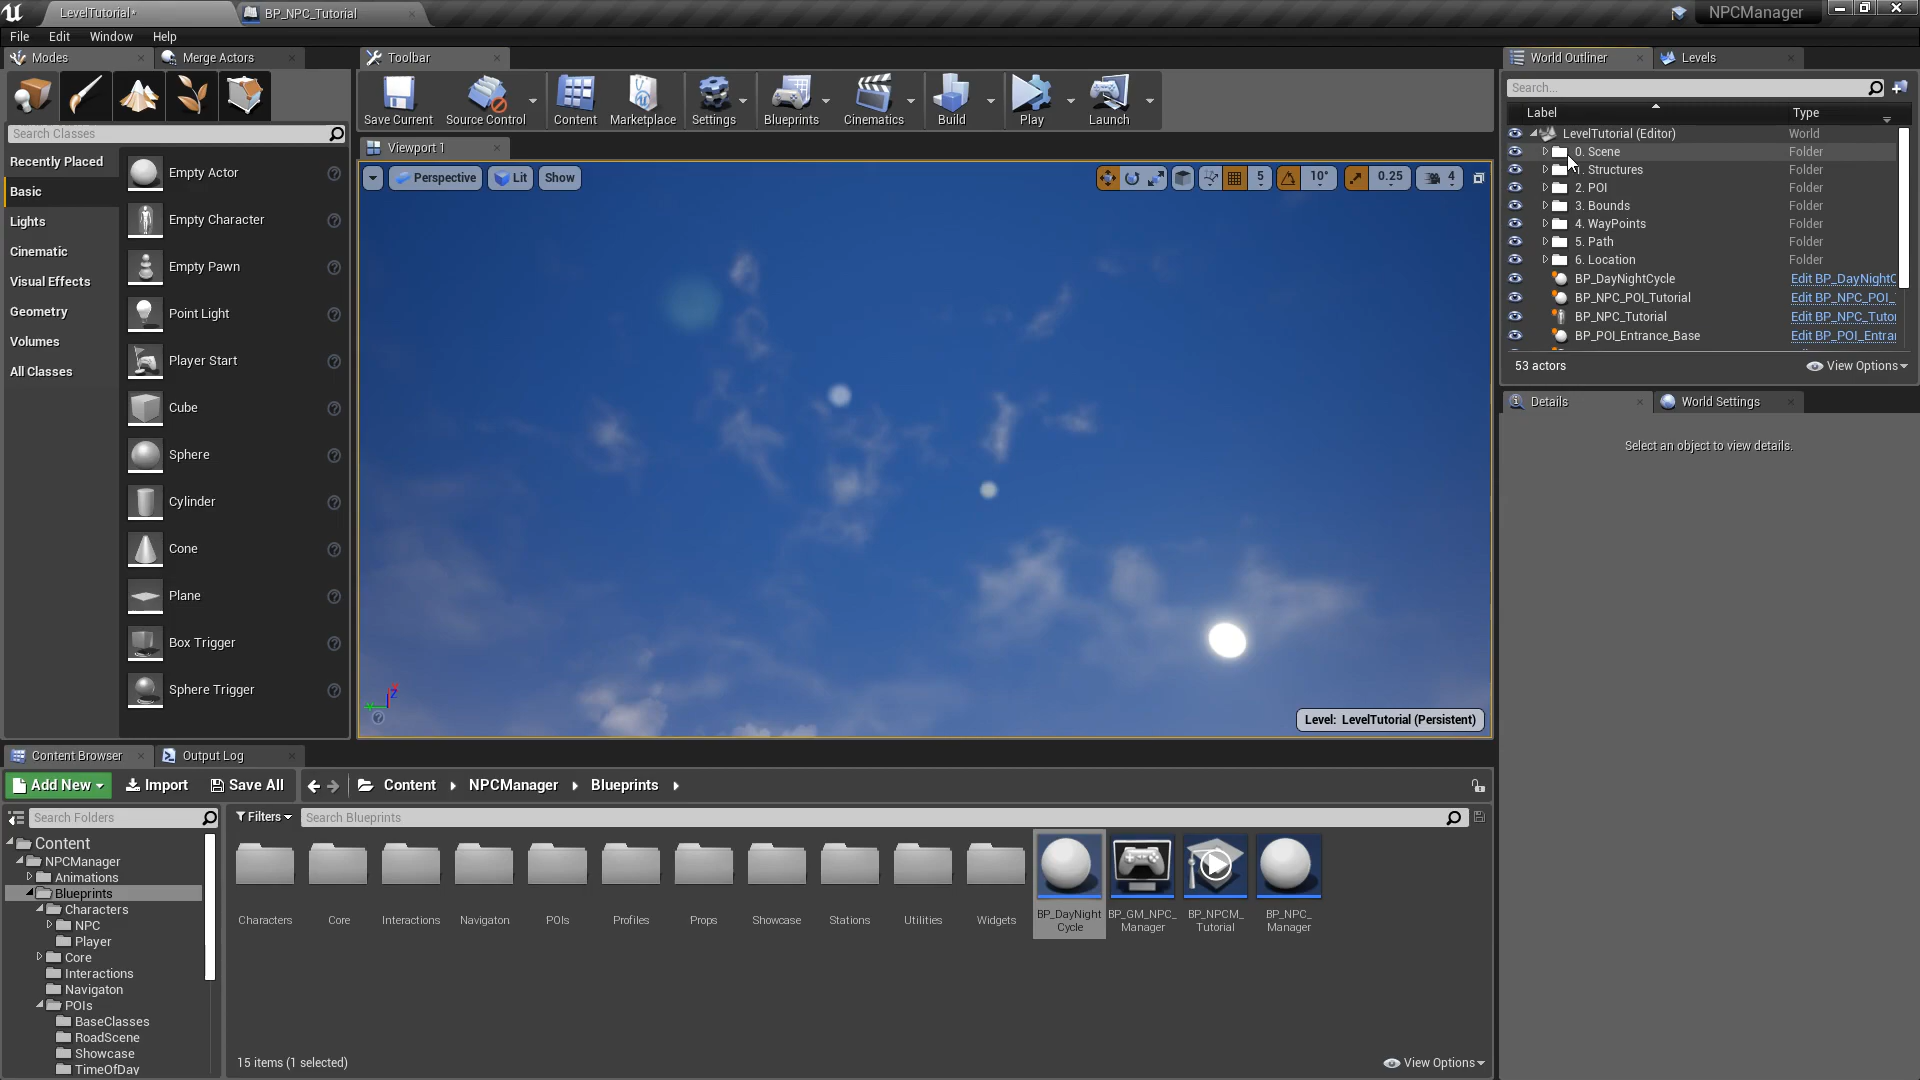 LevelTutorial*
BP_NPC_Tutorial
NPCManager
File Edit Window Help
Modes
Merge Actors
Search Classes
Recently Placed
Basic
Lights
Cinematic
Visual Effects
Geometry
Volumes
All Classes
Empty Actor
Empty Character
Empty Pawn
Point Light
Player Start
Cube
Sphere
Cylinder
Cone
Plane
Box Trigger
Sphere Trigger
Toolbar
Save Current
Source Control
Content
Marketplace
Settings
Blueprints
Cinematics
Build
Play
Launch
Viewport 1
Perspective Lit Show
5 10° 0.25 4
Z
Level: LevelTutorial (Persistent)
World Outliner
Levels
Search...
Label Type
LevelTutorial (Editor) World
0. Scene Folder
1. Structures Folder
2. POI Folder
3. Bounds Folder
4. WayPoints Folder
5. Path Folder
6. Location Folder
BP_DayNightCycle Edit BP_DayNightC
BP_NPC_POI_Tutorial Edit BP_NPC_POI_
BP_NPC_Tutorial Edit BP_NPC_Tutor
BP_POI_Entrance_Base Edit BP_POI_Entra
53 actors
View Options
Details
World Settings
Select an object to view details.
Content Browser
Output Log
Add New
Import
Save All
Content
NPCManager
Blueprints
Search Folders
Filters
Search Blueprints
Content
NPCManager
Animations
Blueprints
Characters
NPC
Player
Core
Interactions
Navigaton
POIs
BaseClasses
RoadScene
Showcase
TimeOfDay
Characters
Core
Interactions
Navigaton
POIs
Profiles
Props
Showcase
Stations
Utilities
Widgets
BP_DayNight
Cycle
BP_GM_NPC_
Manager
BP_NPCM_
Tutorial
BP_NPC_
Manager
15 items (1 selected)
View Options